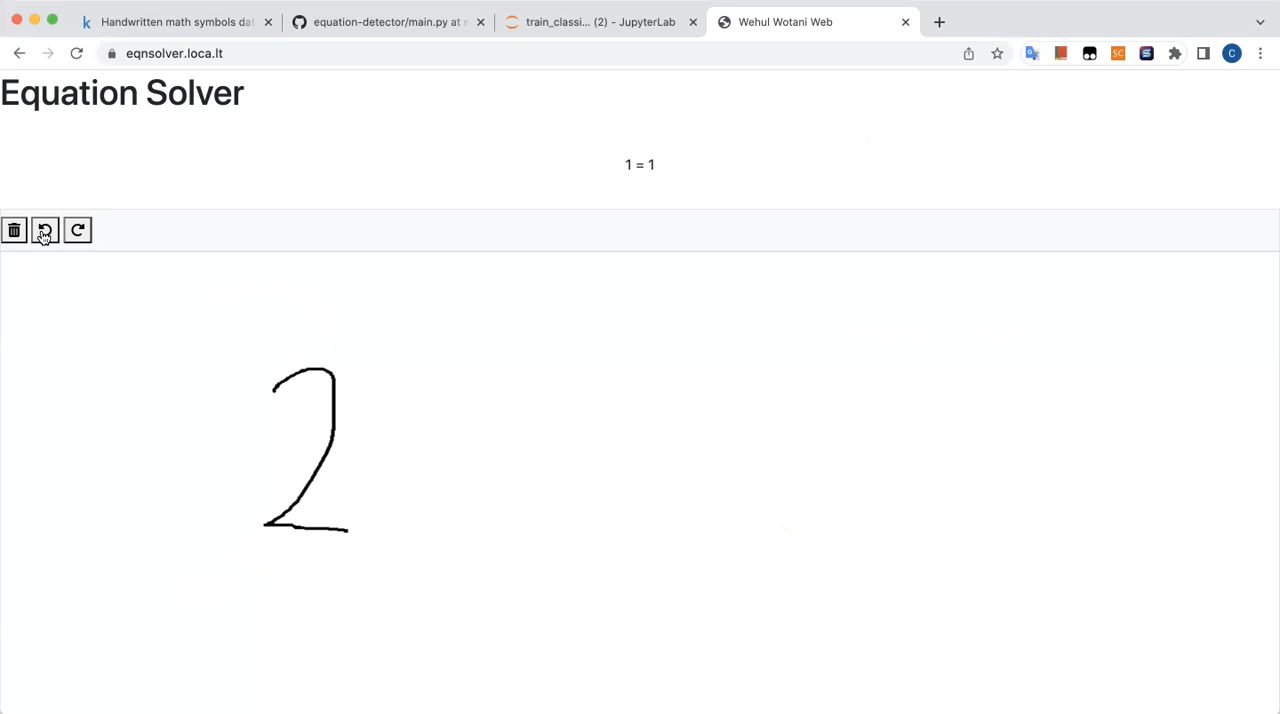 Handwritten math symbols dat
equation-detector/main.py at m
train_classi... (2) - JupyterLab
Wehul Wotani Web
eqnsolver.loca.lt
SC
C
Equation Solver
1 = 1
2